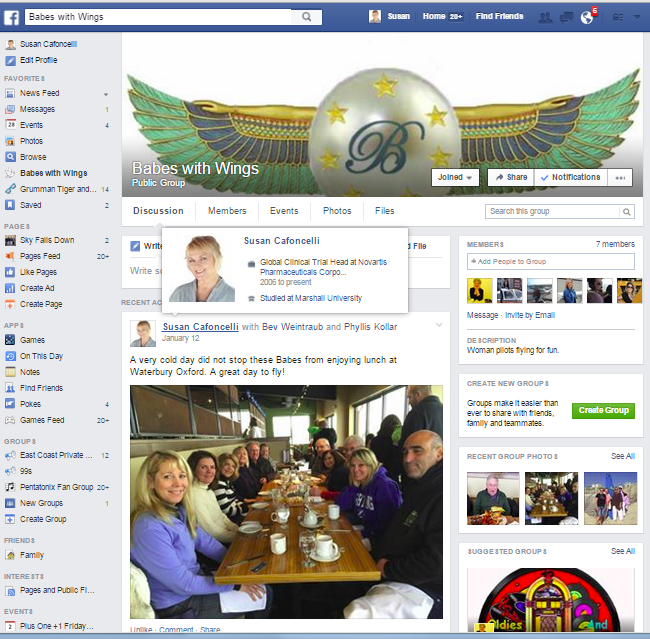 Babes with Wings
Susan
Home 20+
Find Friends
6
Susan Cafoncelli
Edit Profile
FAVORITES
News Feed
Messages 1
Events 4
Photos
Browse
Babes with Wings
Grumman Tiger and... 14
Saved 2
PAGES
Sky Falls Down 2
Pages Feed 20+
Like Pages
Create Ad
Create Page
APPS
Games
On This Day
Notes
Find Friends
Pokes 4
Games Feed 20+
GROUPS
East Coast Private ... 12
99s
Pentatonix Fan Group 20+
New Groups 1
Create Group
FRIENDS
Family
INTERESTS
Pages and Public Fi...
EVENTS
Plus One +1 Friday...
B
Babes with Wings
Public Group
Joined
Share
Notifications
Discussion
Members
Events
Photos
Files
Search this group
Write
d File
Write so
RECENT AC
Susan Cafoncelli
Global Clinical Trial Head at Novartis
Pharmaceuticals Corpo...
2006 to present
Studied at Marshall University
Susan Cafoncelli with Bev Weintraub and Phyllis Kollar
January 12
A very cold day did not stop these Babes from enjoying lunch at
Waterbury Oxford. A great day to fly!
Unlike · Comment · Share
MEMBERS
7 members
+ Add People to Group
Message · Invite by Email
DESCRIPTION
Woman pilots flying for fun.
CREATE NEW GROUPS
Groups make it easier than
ever to share with friends,
family and teammates.
Create Group
RECENT GROUP PHOTOS
See All
SUGGESTED GROUPS
See All
Oldies And